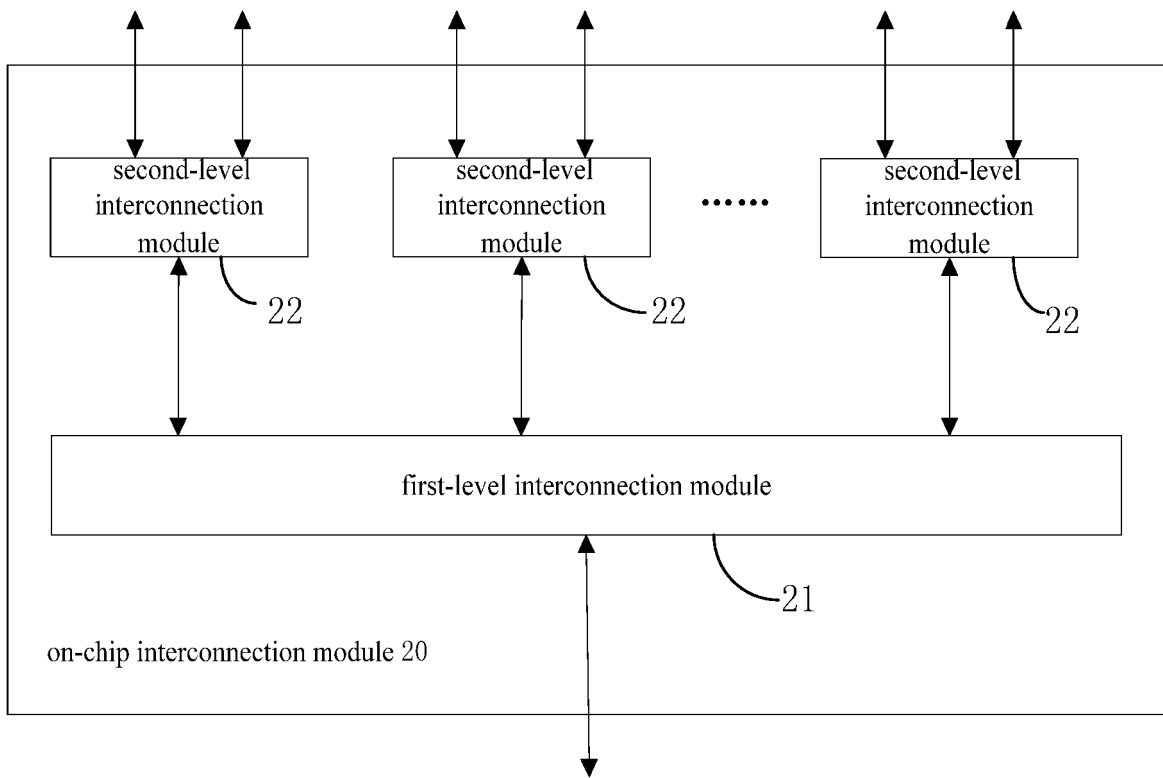 second-level
interconnection
module
22
second-level
interconnection
module
22
……
second-level
interconnection
module
22
first-level interconnection module
21
on-chip interconnection module 20